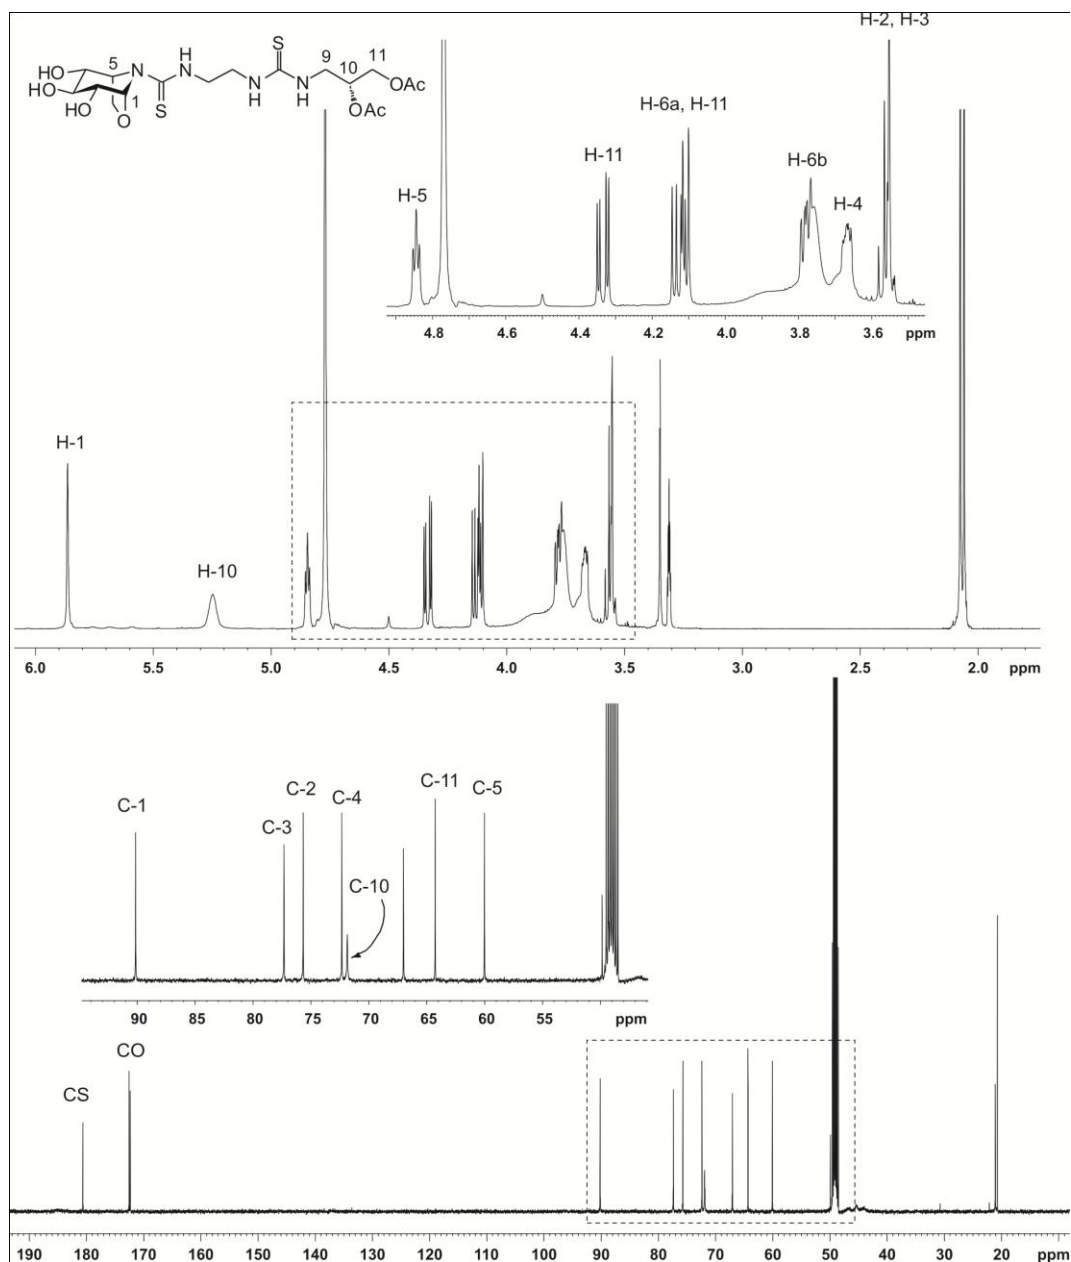 H-2, H-3
S
H H 9 11
HO 5 N N 10 OAc
HO N N
HO 1 S H H OAc
O
H-6a, H-11
H-6b
H-11
H-5
H-4
4.8 4.6 4.4 4.2 4.0 3.8 3.6 ppm
H-1
H-10
6.0 5.5 5.0 4.5 4.0 3.5 3.0 2.5 2.0 ppm
C-1 C-2 C-4 C-11 C-5
C-3
C-10
90 85 80 75 70 65 60 55 ppm
CO
CS
190 180 170 160 150 140 130 120 110 100 90 80 70 60 50 40 30 20 ppm